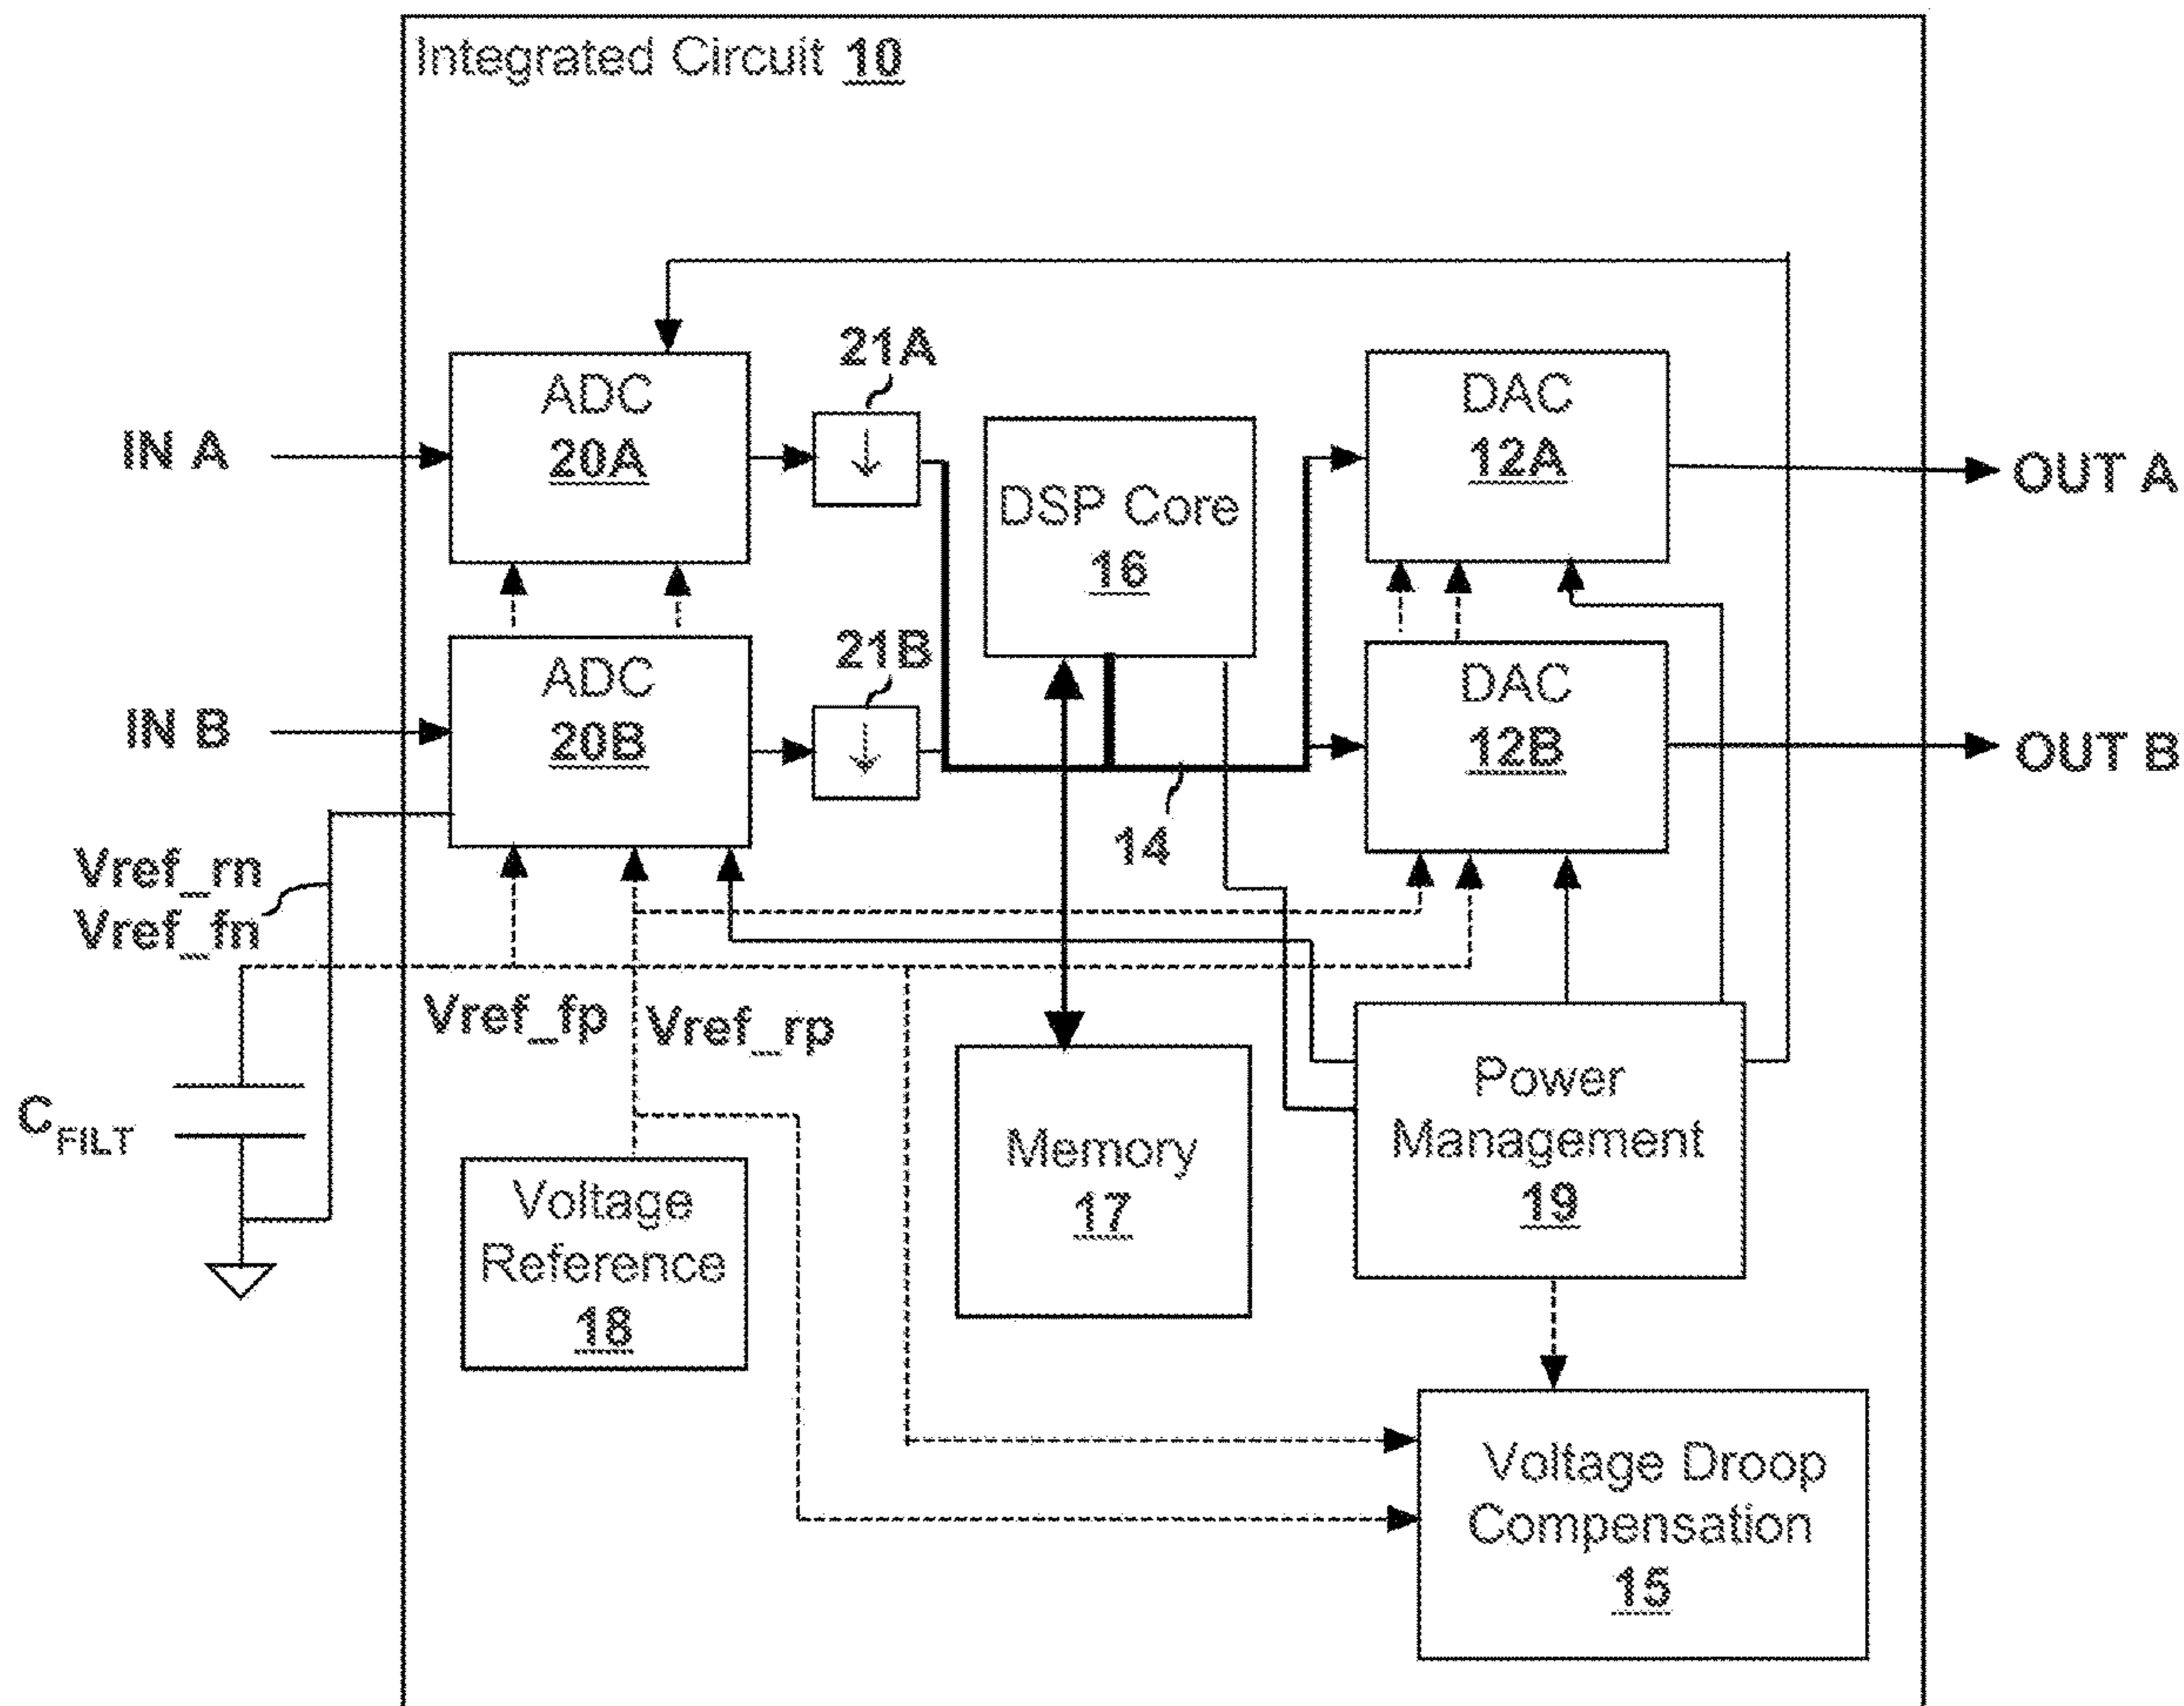 Integrated Circuit 10
21A
ADC
20A
DAC
12A
IN A
OUT A
DSP Core
16
21B
ADC
20B
DAC
12B
IN B
OUT B
14
Vref_rn
Vref_fn
Vref_fp
Vref_rp
CFILT
Power
Management
19
Memory
17
Voltage
Reference
18
Voltage Droop
Compensation
15